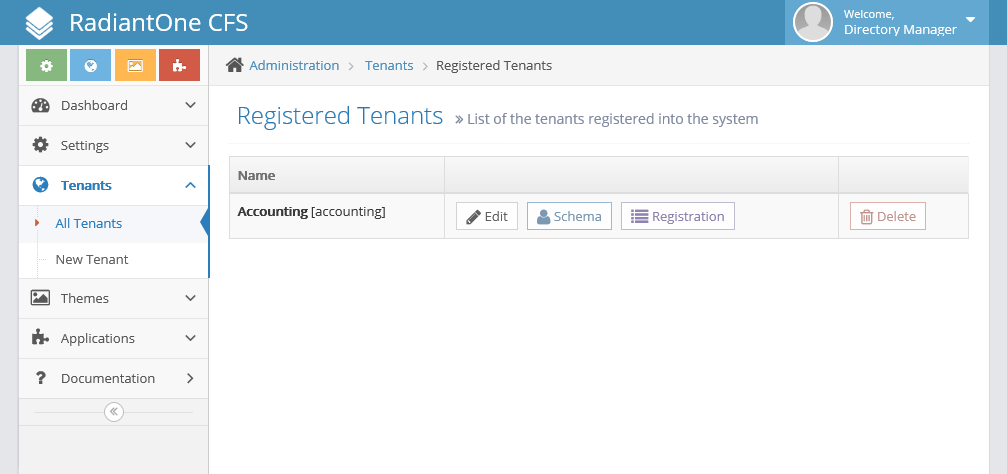 RadiantOne CFS
Welcome,
Directory Manager
Administration > Tenants > Registered Tenants
Dashboard
Settings
Tenants
All Tenants
New Tenant
Themes
Applications
? Documentation
«
Registered Tenants » List of the tenants registered into the system
Name
Accounting [accounting] Edit Schema Registration Delete